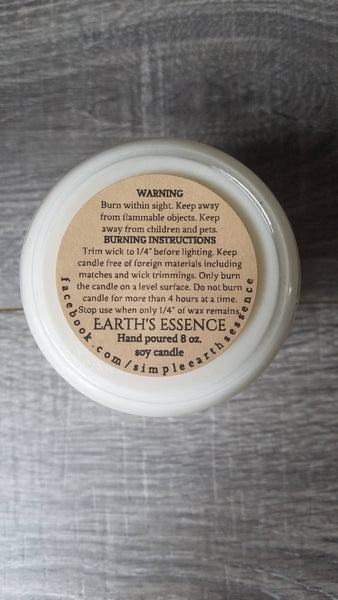 WARNING
Burn within sight. Keep away
from flammable objects. Keep
away from children and pets.
BURNING INSTRUCTIONS
Trim wick to 1/4" before lighting. Keep
candle free of foreign materials including
matches and wick trimmings. Only burn
the candle on a level surface. Do not burn
candle for more than 4 hours at a time.
Stop use when only 1/4" of wax remains.
EARTH'S ESSENCE
Hand poured 8 oz.
soy candle
facebook.com/simpleearthsessence